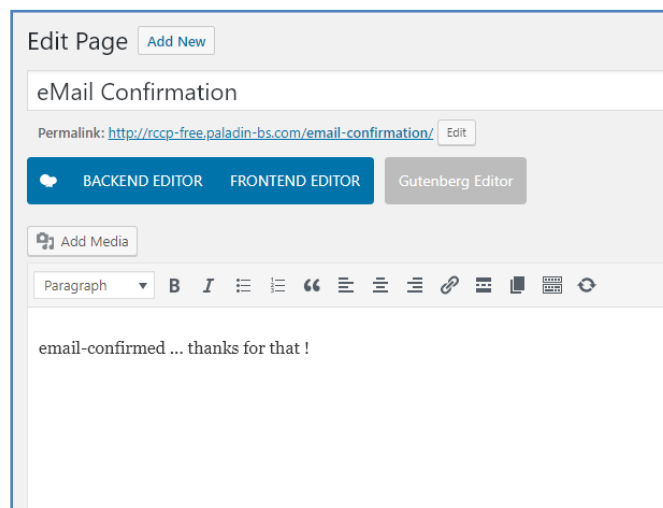 Edit Page Add New
eMail Confirmation
Permalink: http://rccp-free.paladin-bs.com/email-confirmation/ Edit
BACKEND EDITOR FRONTEND EDITOR Gutenberg Editor
Add Media
Paragraph B I
email-confirmed ... thanks for that !